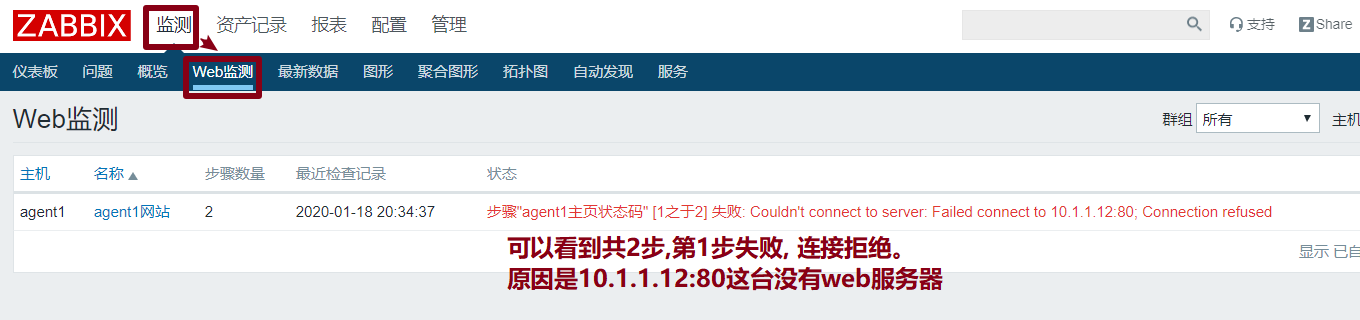 ZABBIX 监测 资产记录 报表 配置 管理 支持 Z Share
仪表板 问题 概览 Web监测 最新数据 图形 聚合图形 拓扑图 自动发现 服务
Web监测 群组 所有 主机
主机 名称 步骤数量 最近检查记录 状态
agent1 agent1网站 2 2020-01-18 20:34:37 步骤"agent1主页状态码" [1之于2] 失败: Couldn't connect to server: Failed connect to 10.1.1.12:80; Connection refused
显示 已自
可以看到共2步,第1步失败, 连接拒绝。
原因是10.1.1.12:80这台没有web服务器